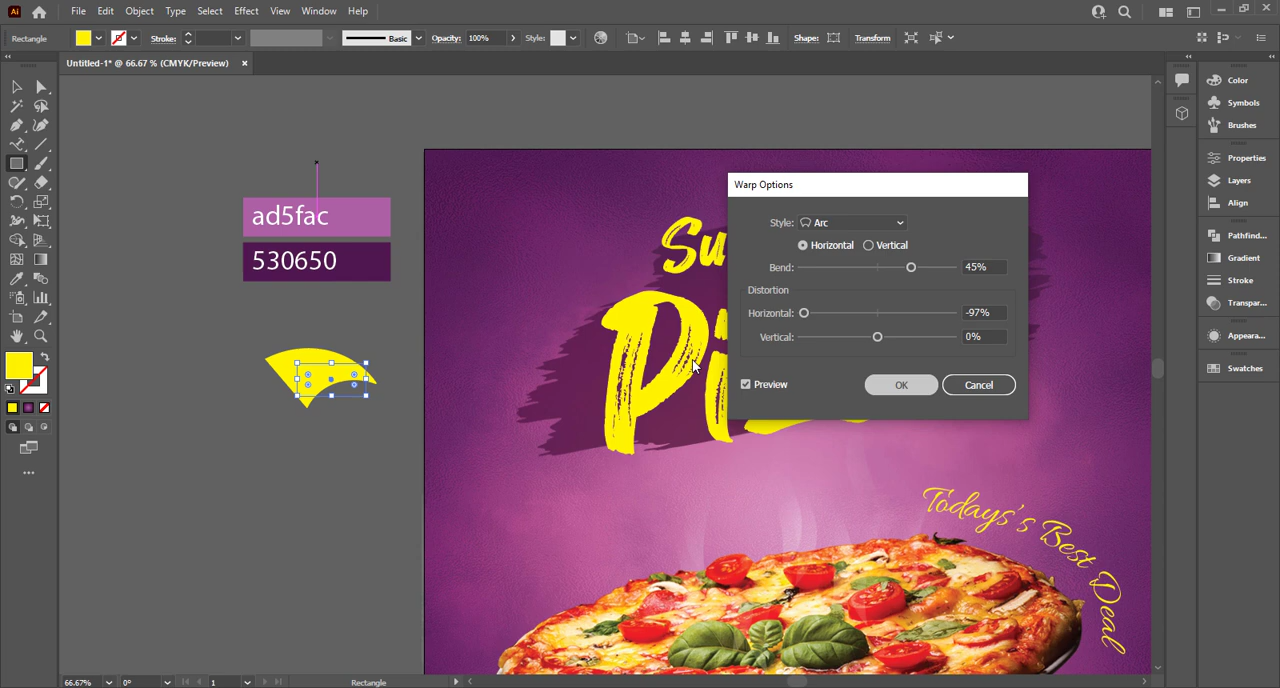 Ai File Edit Object Type Select Effect View Window Help
Rectangle Stroke: Basic Opacity: 100% Style: Shape: Transform
Untitled-1* @ 66.67 % (CMYK/Preview) ×
Color
Symbols
Brushes
Properties
Layers
Align
Pathfind...
Gradient
Stroke
Transpar...
Appeara...
Swatches
ad5fac
530650
Su
Pi
Warp Options
Style: Arc
Horizontal Vertical
Bend: 45%
Distortion
Horizontal: -97%
Vertical: 0%
Preview OK Cancel
Todays's Best Deal
66.67% 0° 1 Rectangle